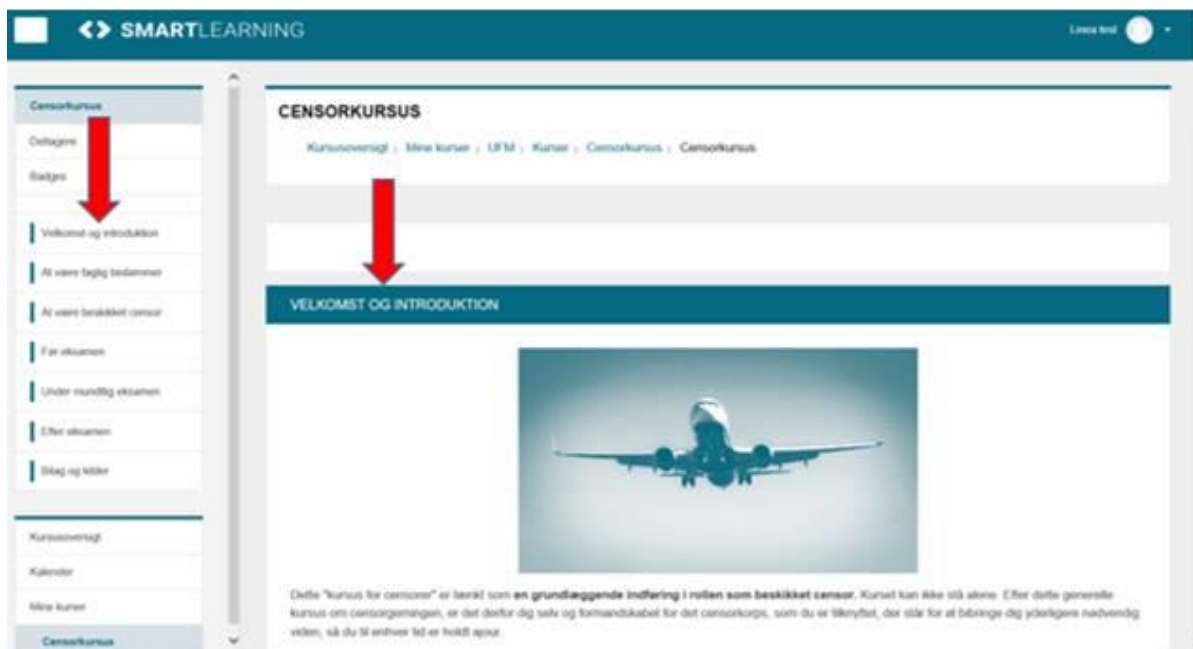 SMARTLEARNING
Linea test
Censorkursus
Deltagere
Badges
Velkomst og introduktion
At være faglig bedømmer
At være beskikket censor
Før eksamen
Under mundtlig eksamen
Efter eksamen
Bilag og kilder
Kursusoversigt
Kalender
Mine kurser
Censorkursus
CENSORKURSUS
Kursusoversigt Mine kurser UFM Kurser Censorkursus Censorkursus
VELKOMST OG INTRODUKTION
Dette "kursus for censorer" er tænkt som en grundlæggende indføring i rollen som beskikket censor. Kurset kan ikke stå alene. Efter dette generelle
kursus om censorgerningen, er det derfor dig selv og formandskabet for det censorkorps, som du er tilknyttet, der står for at bibringe dig yderligere nødvendig
viden, så du til enhver tid er holdt ajour